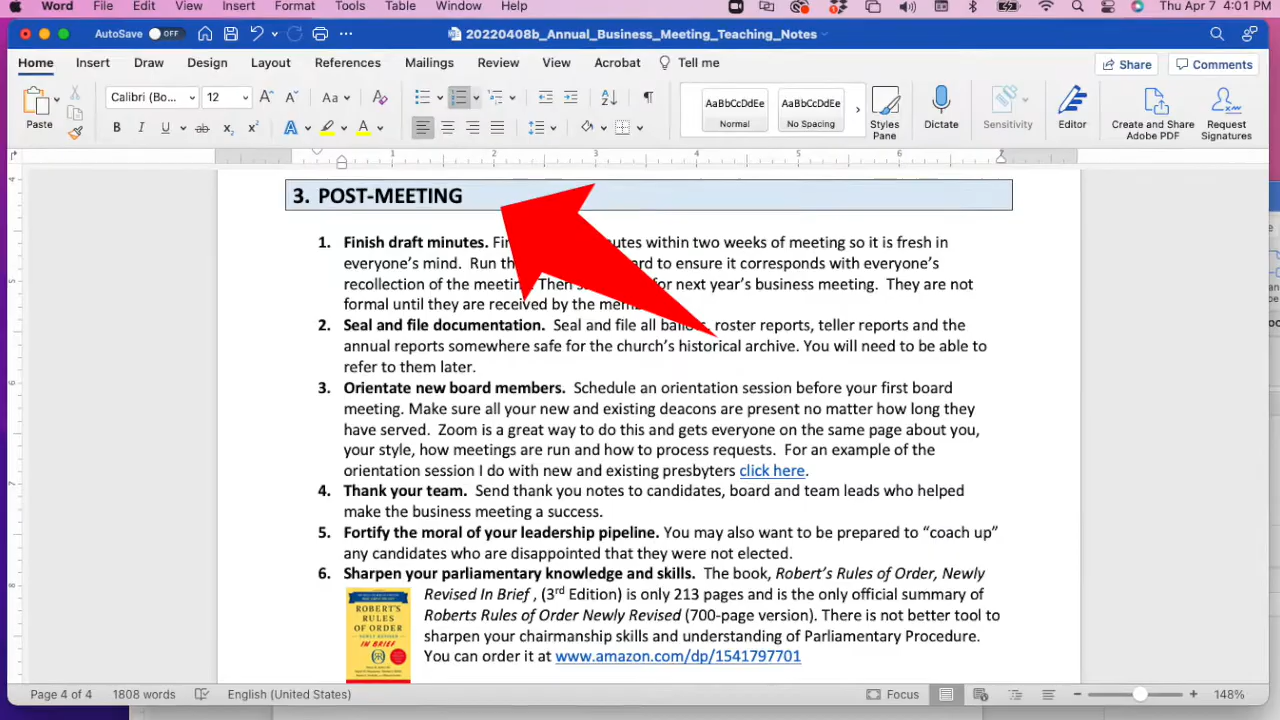 Word File Edit View Insert Format Tools Table Window Help Thu Apr 7 4:01 PM
AutoSave OFF 20220408b_Annual_Business_Meeting_Teaching_Notes
Home Insert Draw Design Layout References Mailings Review View Acrobat Tell me Share Comments
Paste Calibri (Bo... 12 Aa AaBbCcDdEe Normal AaBbCcDdEe No Spacing Styles Pane Dictate Sensitivity Editor Create and Share Adobe PDF Request Signatures
1 2 3 4 5 6 7
3. POST-MEETING
1. Finish draft minutes. utes within two weeks of meeting so it is fresh in
everyone's mind. Run th rd to ensure it corresponds with everyone's
recollection of the meetin Then for next year's business meeting. They are not
formal until they are received by the mem
2. Seal and file documentation. Seal and file all ballots, roster reports, teller reports and the
annual reports somewhere safe for the church's historical archive. You will need to be able to
refer to them later.
3. Orientate new board members. Schedule an orientation session before your first board
meeting. Make sure all your new and existing deacons are present no matter how long they
have served. Zoom is a great way to do this and gets everyone on the same page about you,
your style, how meetings are run and how to process requests. For an example of the
orientation session I do with new and existing presbyters click here.
4. Thank your team. Send thank you notes to candidates, board and team leads who helped
make the business meeting a success.
5. Fortify the moral of your leadership pipeline. You may also want to be prepared to “coach up”
any candidates who are disappointed that they were not elected.
6. Sharpen your parliamentary knowledge and skills. The book, Robert's Rules of Order, Newly
Revised In Brief , (3rd Edition) is only 213 pages and is the only official summary of
Roberts Rules of Order Newly Revised (700-page version). There is not better tool to
sharpen your chairmanship skills and understanding of Parliamentary Procedure.
You can order it at www.amazon.com/dp/1541797701
ROBERT'S
RULES
OF ORDER
NEWLY REVISED
IN BRIEF
Page 4 of 4 1808 words English (United States) Focus 148%